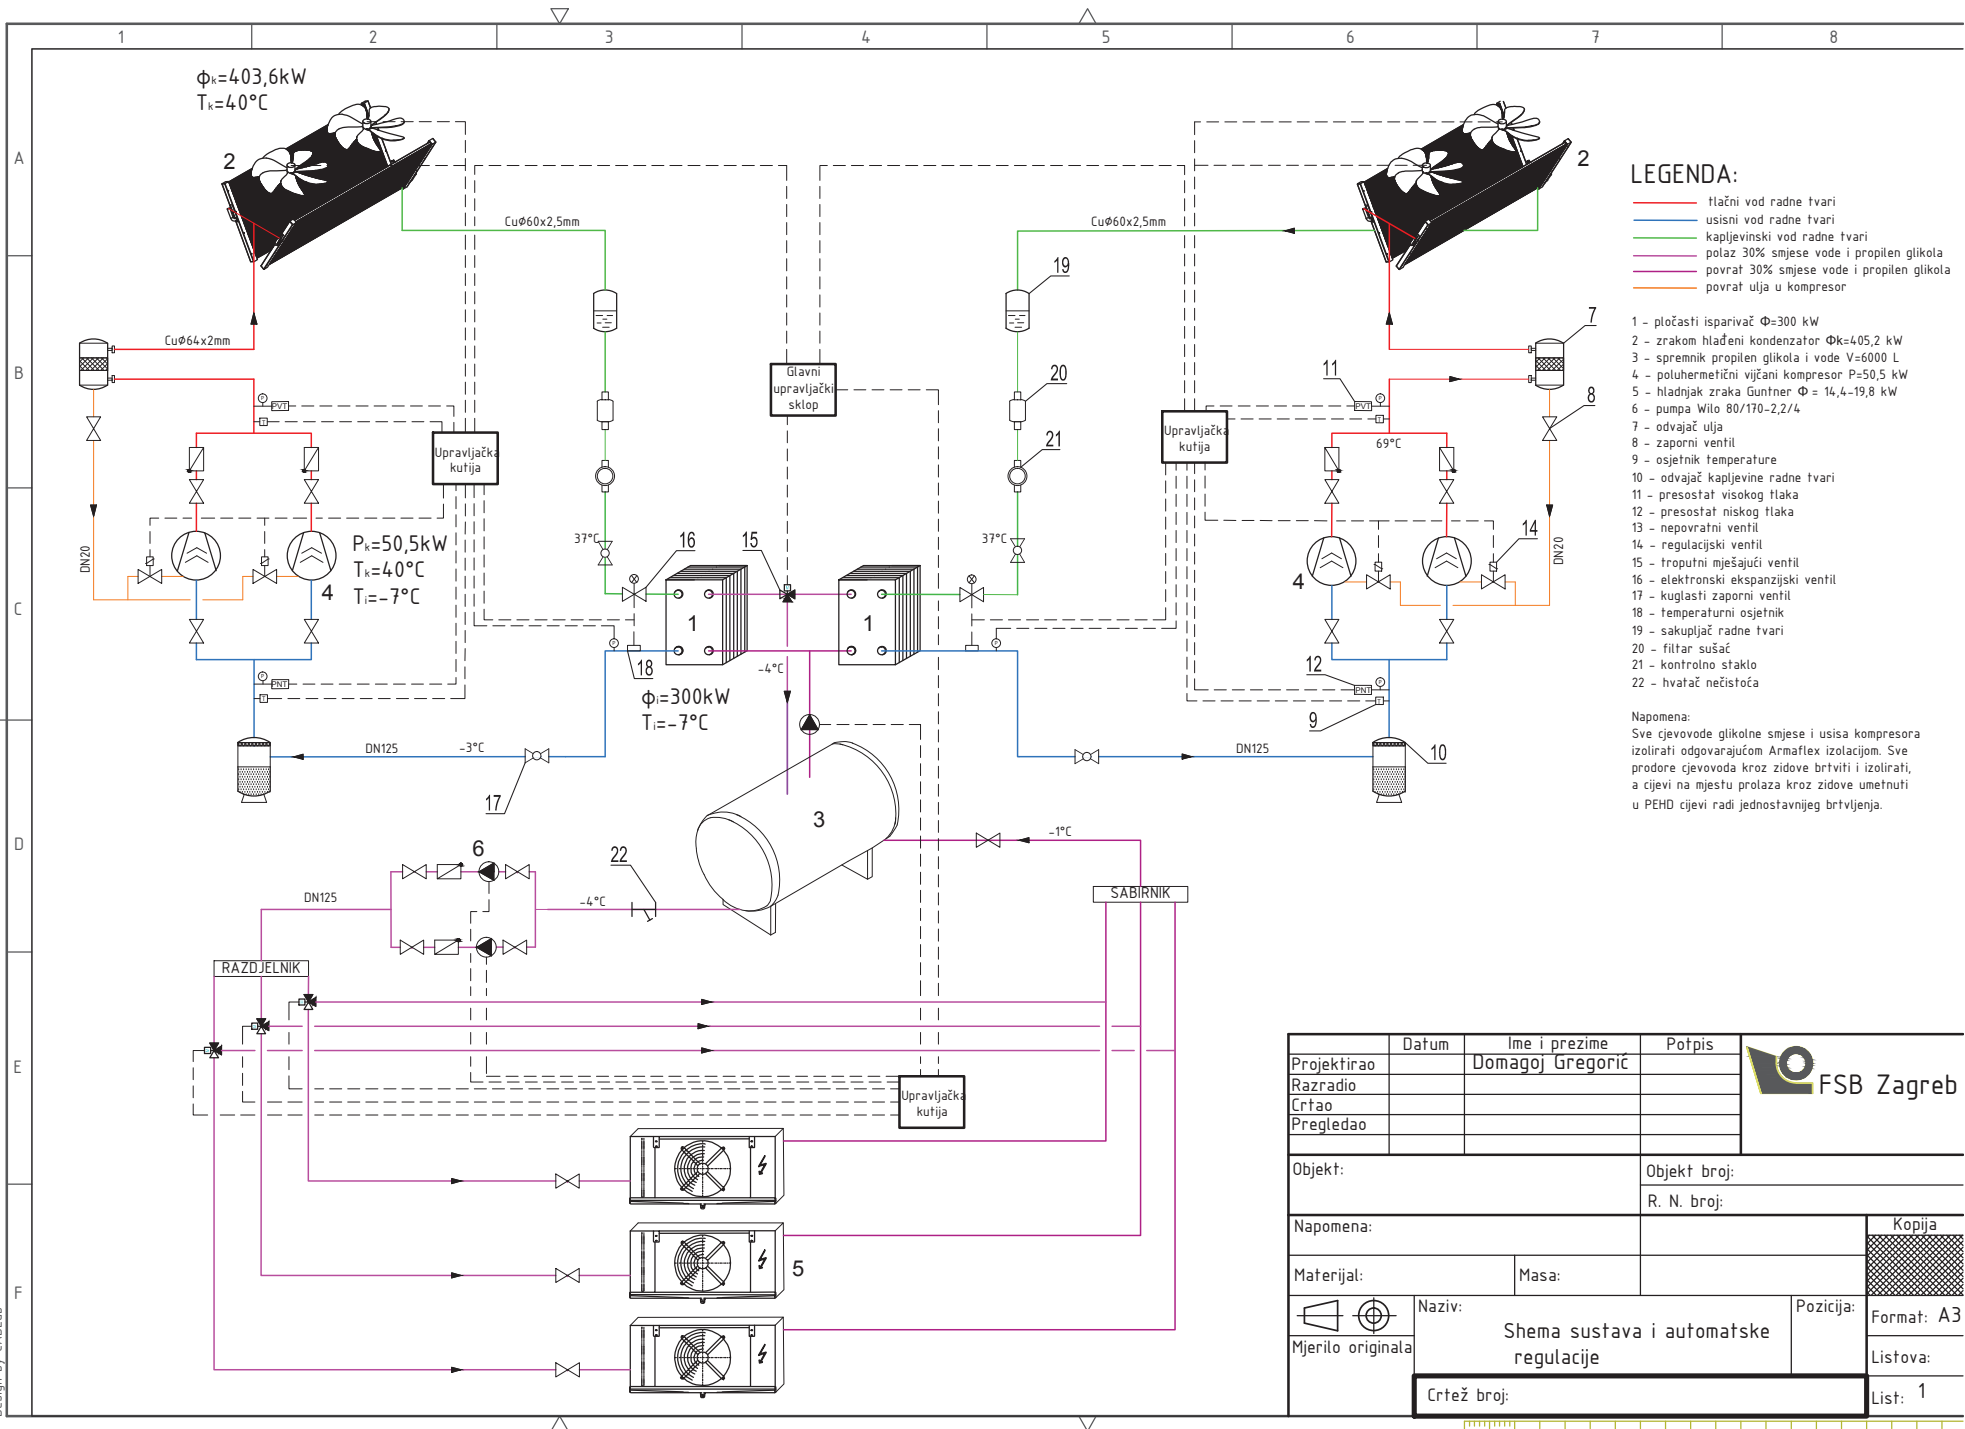 1 2 3 4 5 6 7 8
A
B
C
D
E
F
Φk=403,6kW
Tk=40°C
2
2
Cuϕ60x2,5mm
Cuϕ60x2,5mm
Cuϕ64x2mm
19
20
21
7
8
11
Glavni
upravljački
sklop
Upravljačka
kutija
Upravljačka
kutija
P
PVT
T
P
PVT
T
69°C
DN20
DN20
Pk=50,5kW
Tk=40°C
Ti=-7°C
4
4
14
37°C
37°C
16
15
1
1
P
P
18
-4°C
Φi=300kW
Ti=-7°C
P
PNT
T
P
PNT
T
12
9
10
DN125
-3°C
17
DN125
3
-1°C
6
22
DN125
-4°C
SABIRNIK
RAZDJELNIK
Upravljačka
kutija
5
LEGENDA:
tlačni vod radne tvari
usisni vod radne tvari
kapljevinski vod radne tvari
polaz 30% smjese vode i propilen glikola
povrat 30% smjese vode i propilen glikola
povrat ulja u kompresor
1 - pločasti isparivač Φ=300 kW
2 - zrakom hlađeni kondenzator Φk=405,2 kW
3 - spremnik propilen glikola i vode V=6000 L
4 - poluhermetični vijčani kompresor P=50,5 kW
5 - hladnjak zraka Guntner Φ = 14,4-19,8 kW
6 - pumpa Wilo 80/170-2,2/4
7 - odvajač ulja
8 - zaporni ventil
9 - osjetnik temperature
10 - odvajač kapljevine radne tvari
11 - presostat visokog tlaka
12 - presostat niskog tlaka
13 - nepovratni ventil
14 - regulacijski ventil
15 - troputni mješajući ventil
16 - elektronski ekspanzijski ventil
17 - kuglasti zaporni ventil
18 - temperaturni osjetnik
19 - sakupljač radne tvari
20 - filtar sušać
21 - kontrolno staklo
22 - hvatač nečistoća
Napomena:
Sve cjevovode glikolne smjese i usisa kompresora
izolirati odgovarajućom Armaflex izolacijom. Sve
prodore cjevovoda kroz zidove brtviti i izolirati,
a cijevi na mjestu prolaza kroz zidove umetnuti
u PEHD cijevi radi jednostavnijeg brtvljenja.
Datum Ime i prezime Potpis
Projektirao Domagoj Gregorić
Razradio
Crtao
Pregledao
FSB Zagreb
Objekt: Objekt broj:
R. N. broj:
Napomena: Kopija
Materijal: Masa:
Naziv: Pozicija: Format: A3
Shema sustava i automatske
regulacije
Mjerilo originala
Listova:
Crtež broj: List: 1